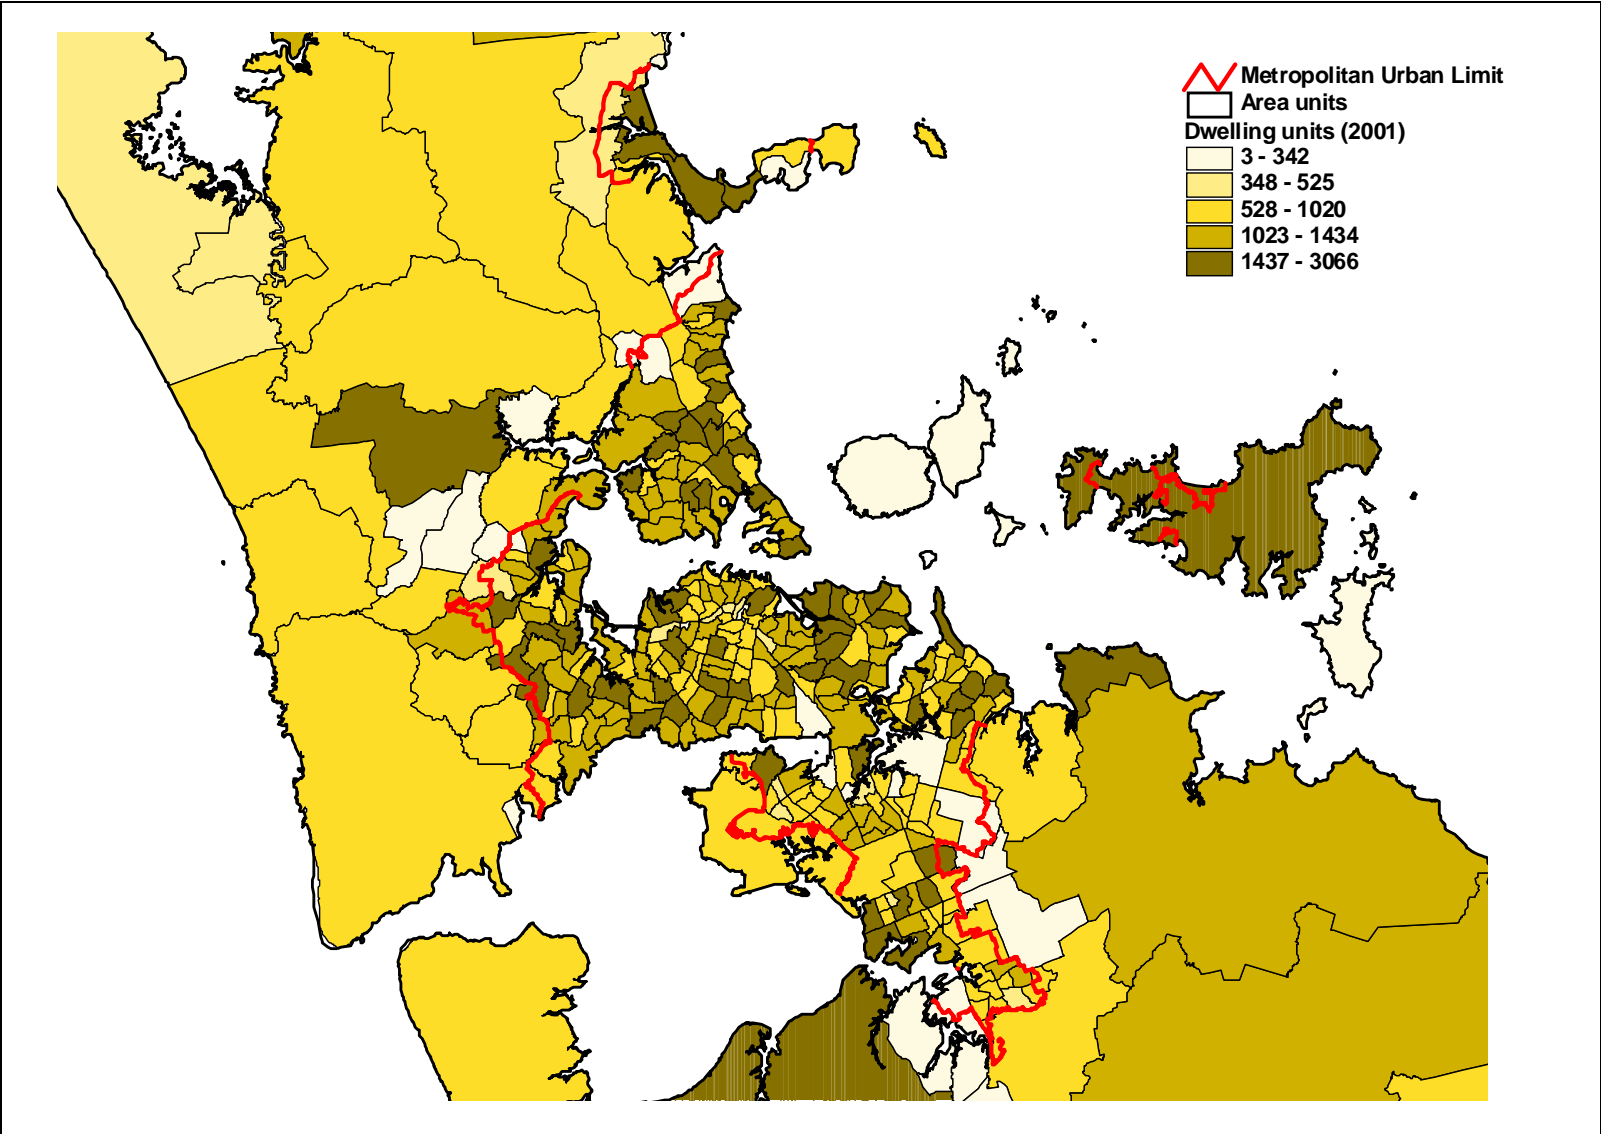 Metropolitan Urban Limit
Area units
Dwelling units (2001)
3 - 342
348 - 525
528 - 1020
1023 - 1434
1437 - 3066